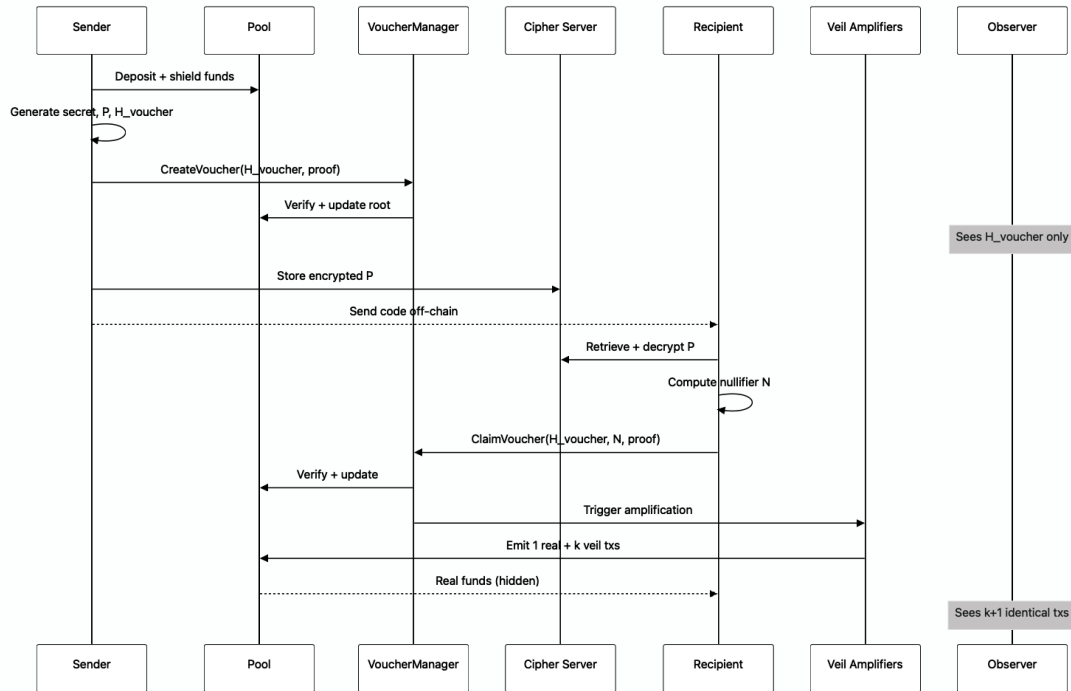 Sender
Pool
VoucherManager
Cipher Server
Recipient
Veil Amplifiers
Observer
Deposit + shield funds
Generate secret, P, H_voucher
CreateVoucher(H_voucher, proof)
Verify + update root
Sees H_voucher only
Store encrypted P
Send code off-chain
Retrieve + decrypt P
Compute nullifier N
ClaimVoucher(H_voucher, N, proof)
Verify + update
Trigger amplification
Emit 1 real + k veil txs
Real funds (hidden)
Sees k+1 identical txs
Sender
Pool
VoucherManager
Cipher Server
Recipient
Veil Amplifiers
Observer